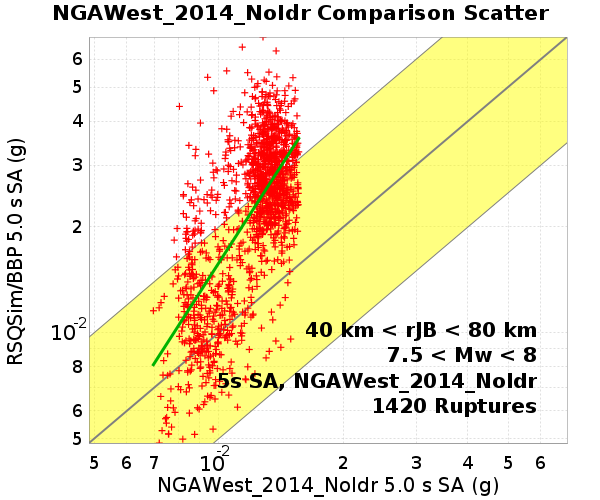 NGAWest_2014_NoIdr Comparison Scatter
6
5
4
3
2
10-2
8
7
6
5
RSQSim/BBP 5.0 s SA (g)
40 km < rJB < 80 km
7.5 < Mw < 8
5s SA, NGAWest_2014_NoIdr
1420 Ruptures
5 6 7 10-2 2 3 4 5 6
NGAWest_2014_NoIdr 5.0 s SA (g)